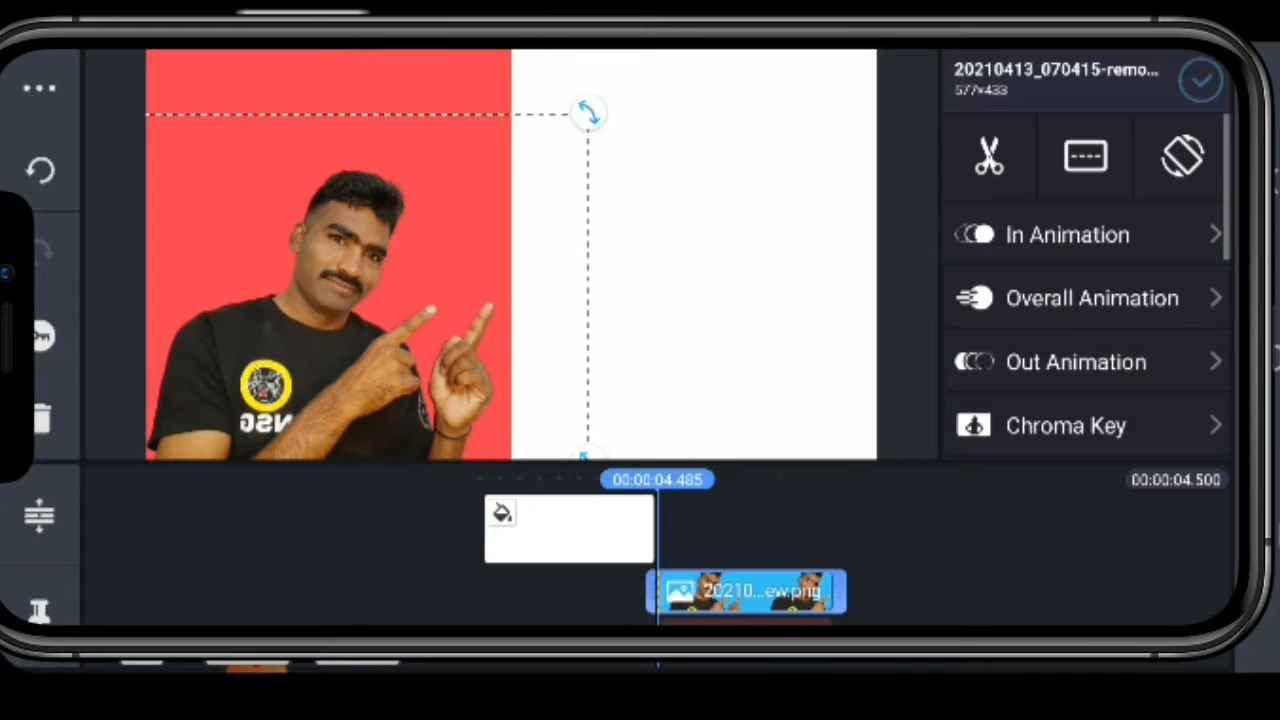 20210413_070415-remo...
577×433
In Animation
Overall Animation
Out Animation
Chroma Key
NSG
00:00:04.485
00:00:04.500
20210...ew.png